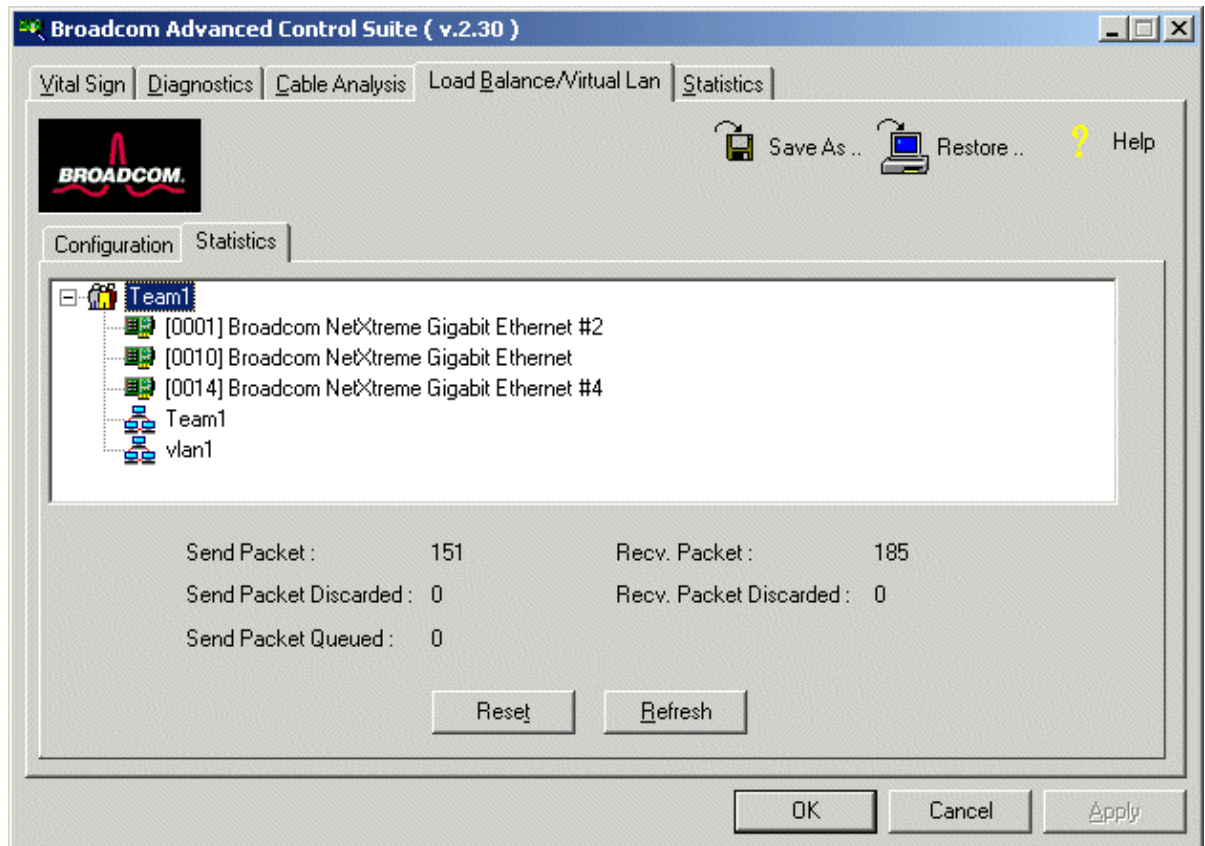 Broadcom Advanced Control Suite ( v.2.30 )
Vital Sign Diagnostics Cable Analysis Load Balance/Virtual Lan Statistics
BROADCOM.
Save As .. Restore .. ? Help
Configuration Statistics
Team1
[0001] Broadcom NetXtreme Gigabit Ethernet #2
[0010] Broadcom NetXtreme Gigabit Ethernet
[0014] Broadcom NetXtreme Gigabit Ethernet #4
Team1
vlan1
Send Packet : 151 Recv. Packet : 185
Send Packet Discarded : 0 Recv. Packet Discarded : 0
Send Packet Queued : 0
Reset Refresh
OK Cancel Apply